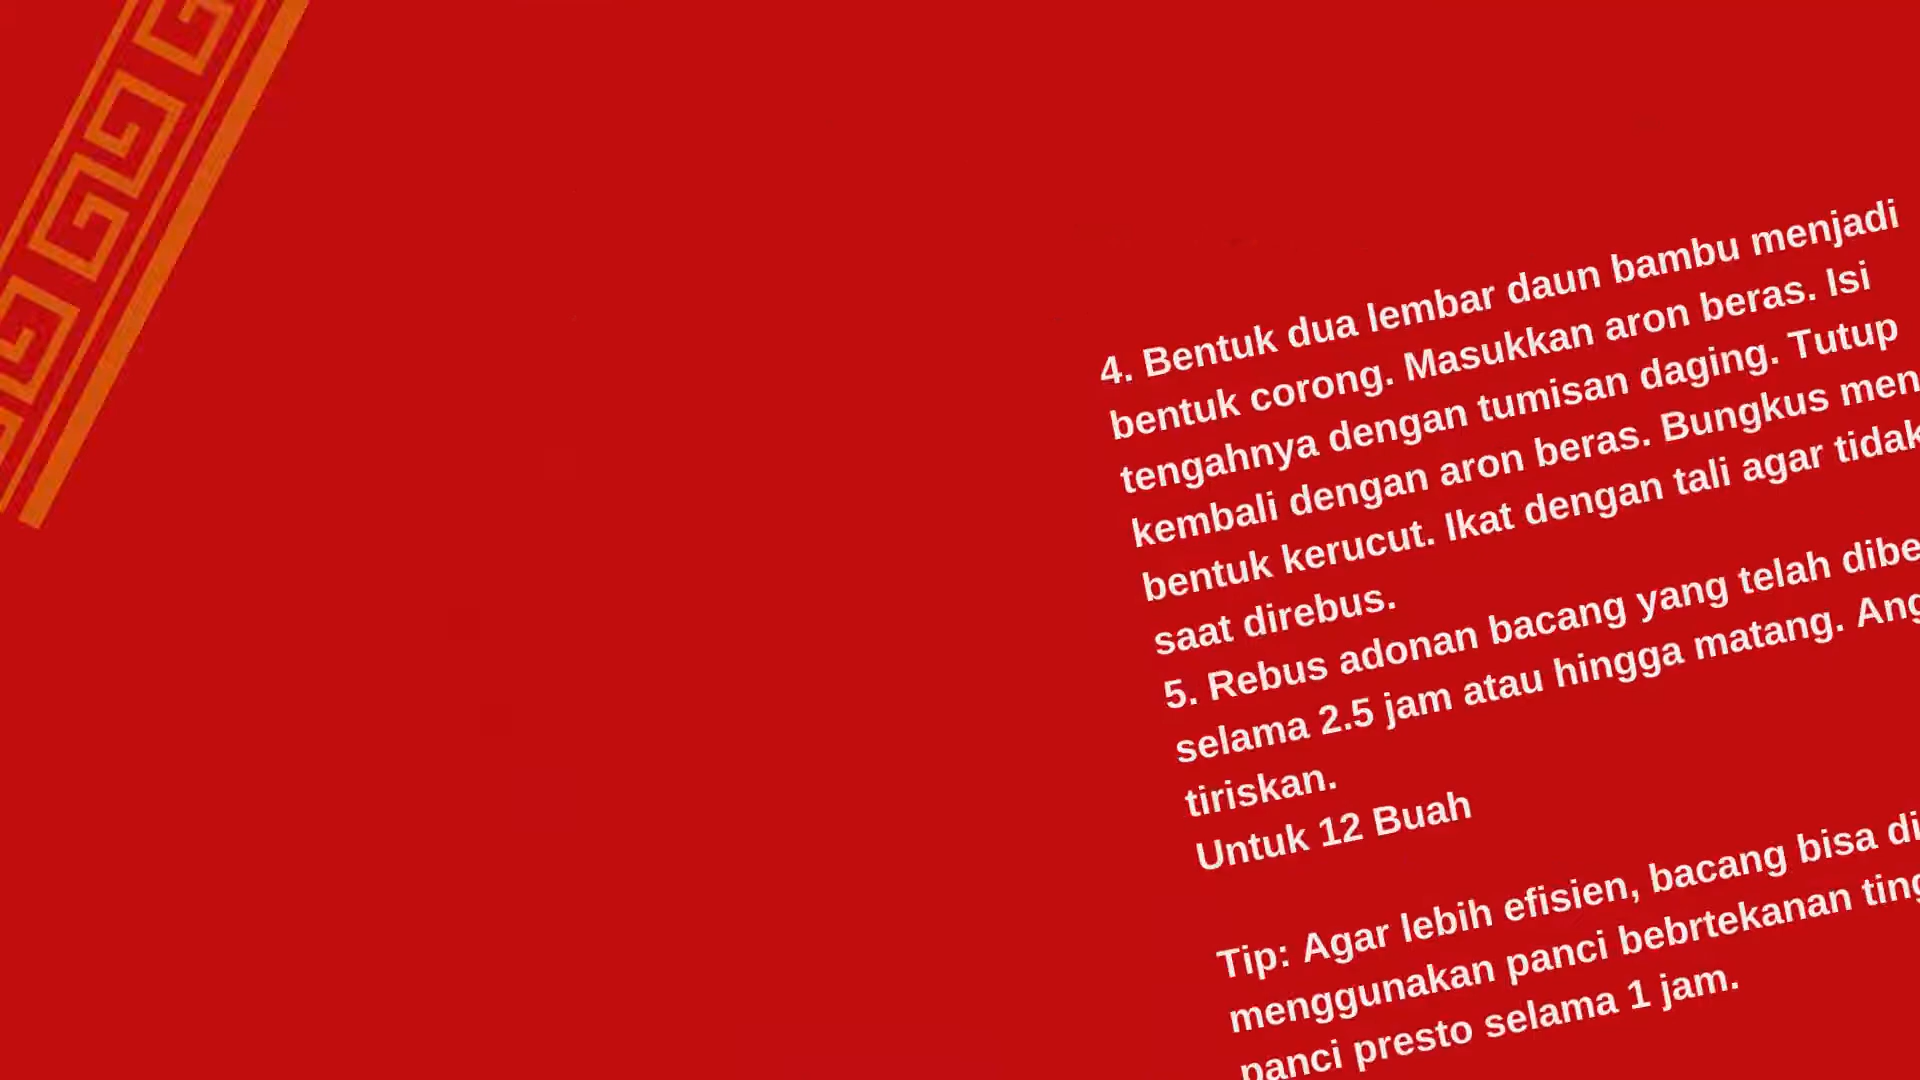 4. Bentuk dua lembar daun bambu menjadi
bentuk corong. Masukkan aron beras. Isi
tengahnya dengan tumisan daging. Tutup
kembali dengan aron beras. Bungkus men
bentuk kerucut. Ikat dengan tali agar tidak
saat direbus.
5. Rebus adonan bacang yang telah dibe
selama 2.5 jam atau hingga matang. Ang
tiriskan.
Untuk 12 Buah
Tip: Agar lebih efisien, bacang bisa di
menggunakan panci bebrtekanan ting
panci presto selama 1 jam.